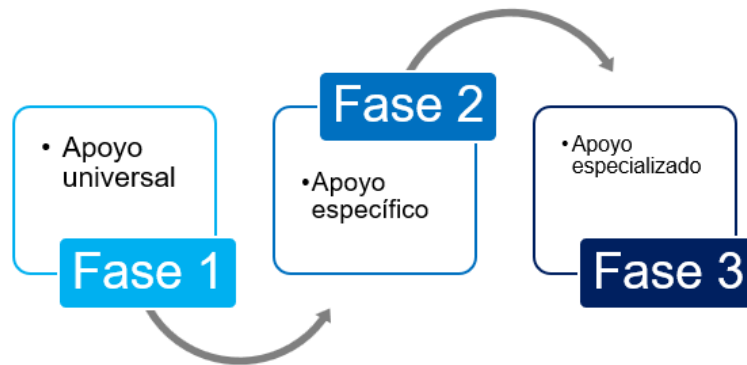 • Apoyo
universal
Fase 1
Fase 2
•Apoyo
específico
•Apoyo
especializado
Fase 3